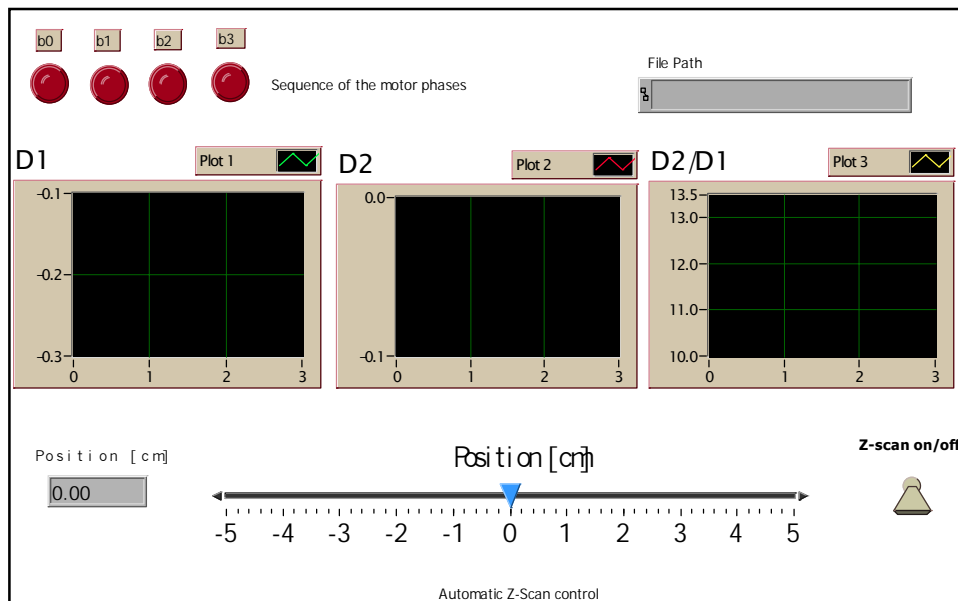 b0 b1 b2 b3
Sequence of the motor phases
File Path
D1
Plot 1
D2
Plot 2
D2/D1
Plot 3
-0.1
-0.2
-0.3
0 1 2 3
0.0
-0.1
0 1 2 3
13.5
13.0
12.0
11.0
10.0
0 1 2 3
Position [cm]
0.00
Position [cm]
-5 -4 -3 -2 -1 0 1 2 3 4 5
Z-scan on/off
Automatic Z-Scan control